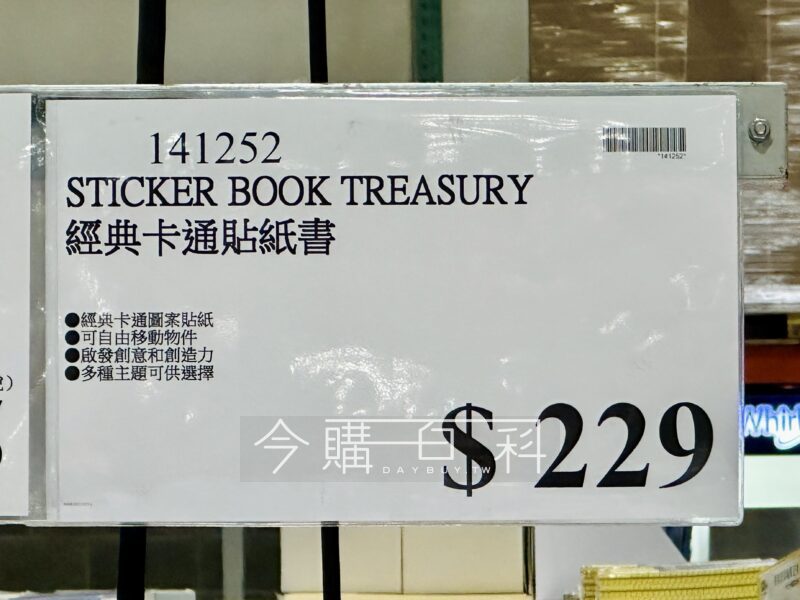 141252
*141252*
STICKER BOOK TREASURY
經典卡通貼紙書
●經典卡通圖案貼紙
●可自由移動物件
●啟發創意和創造力
●多種主題可供選擇
$ 229
今購百科
DAYBUY.TW